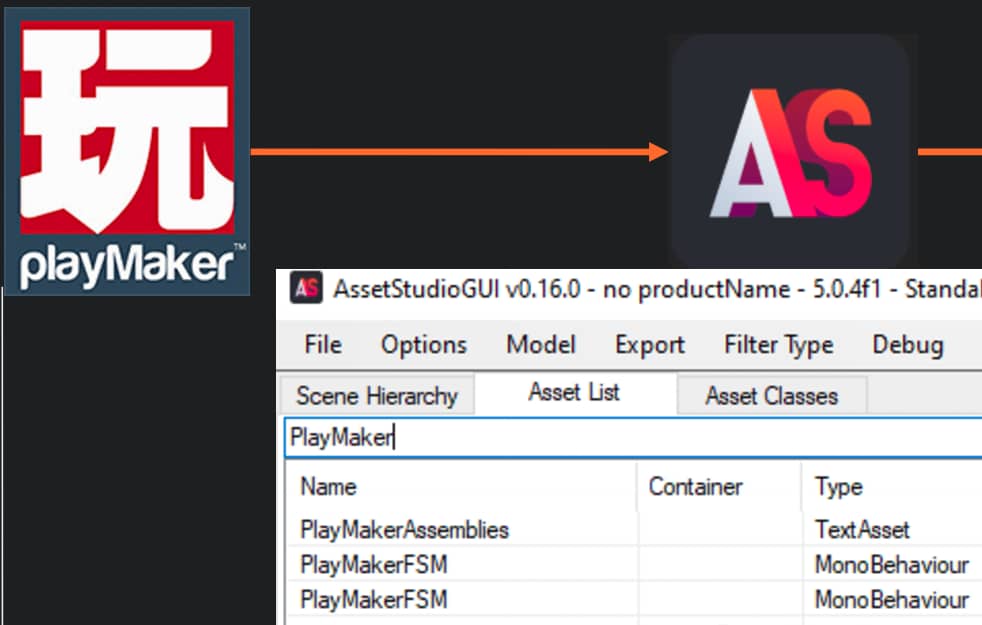 玩
playMaker™
AS
AS AssetStudioGUI v0.16.0 - no productName - 5.0.4f1 -
File Options Model Export Filter Type Debug
Scene Hierarchy Asset List Asset Classes
PlayMaker
Name Container Type
PlayMakerAssemblies TextAsset
PlayMakerFSM MonoBehaviour
PlayMakerFSM MonoBehaviour